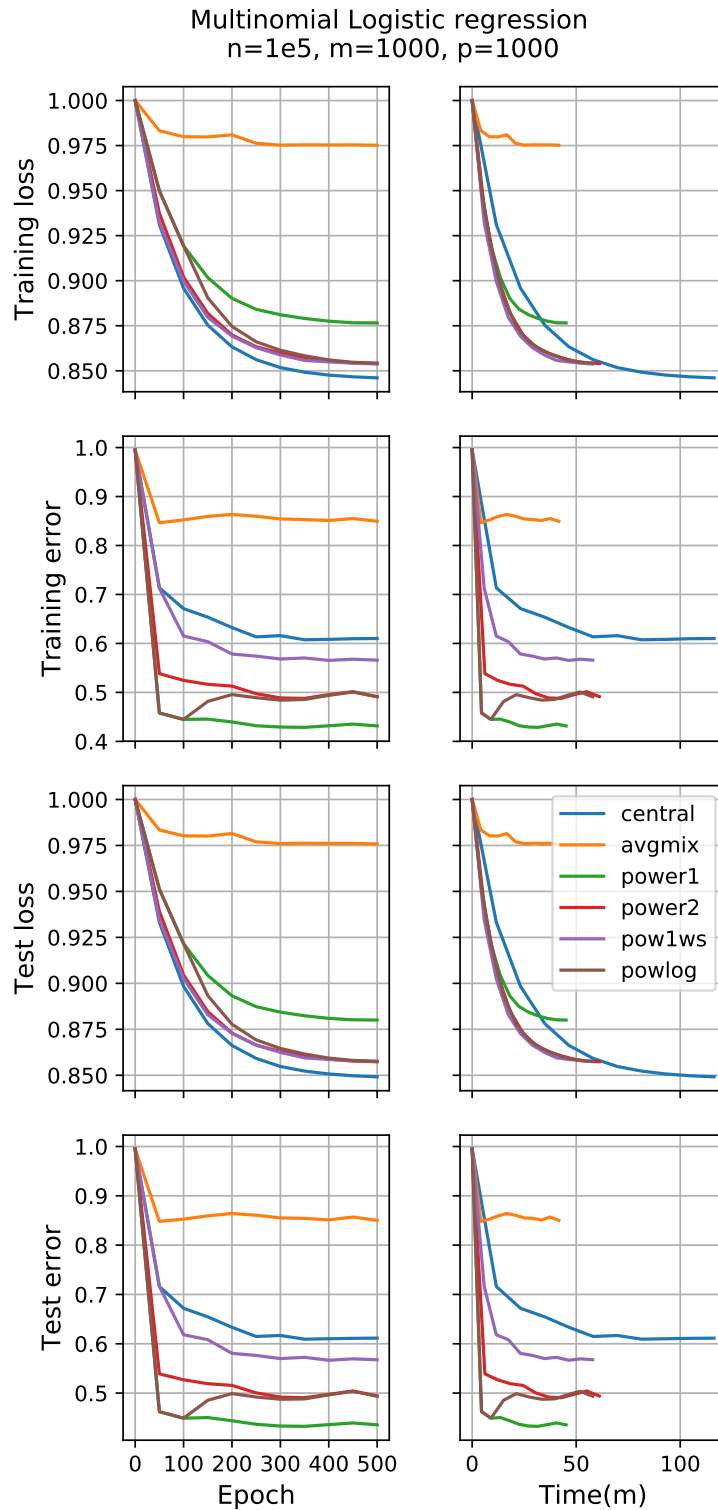 Multinomial Logistic regression
n=1e5, m=1000, p=1000
Training loss
1.000
0.975
0.950
0.925
0.900
0.875
0.850
Training error
1.0
0.9
0.8
0.7
0.6
0.5
0.4
Test loss
1.000
0.975
0.950
0.925
0.900
0.875
0.850
central
avgmix
power1
power2
pow1ws
powlog
Test error
1.0
0.9
0.8
0.7
0.6
0.5
0 100 200 300 400 500
Epoch
0 50 100
Time(m)